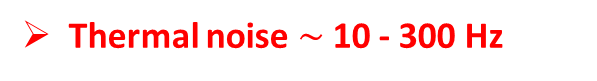 ➢ Thermal noise ∼ 10 - 300 Hz